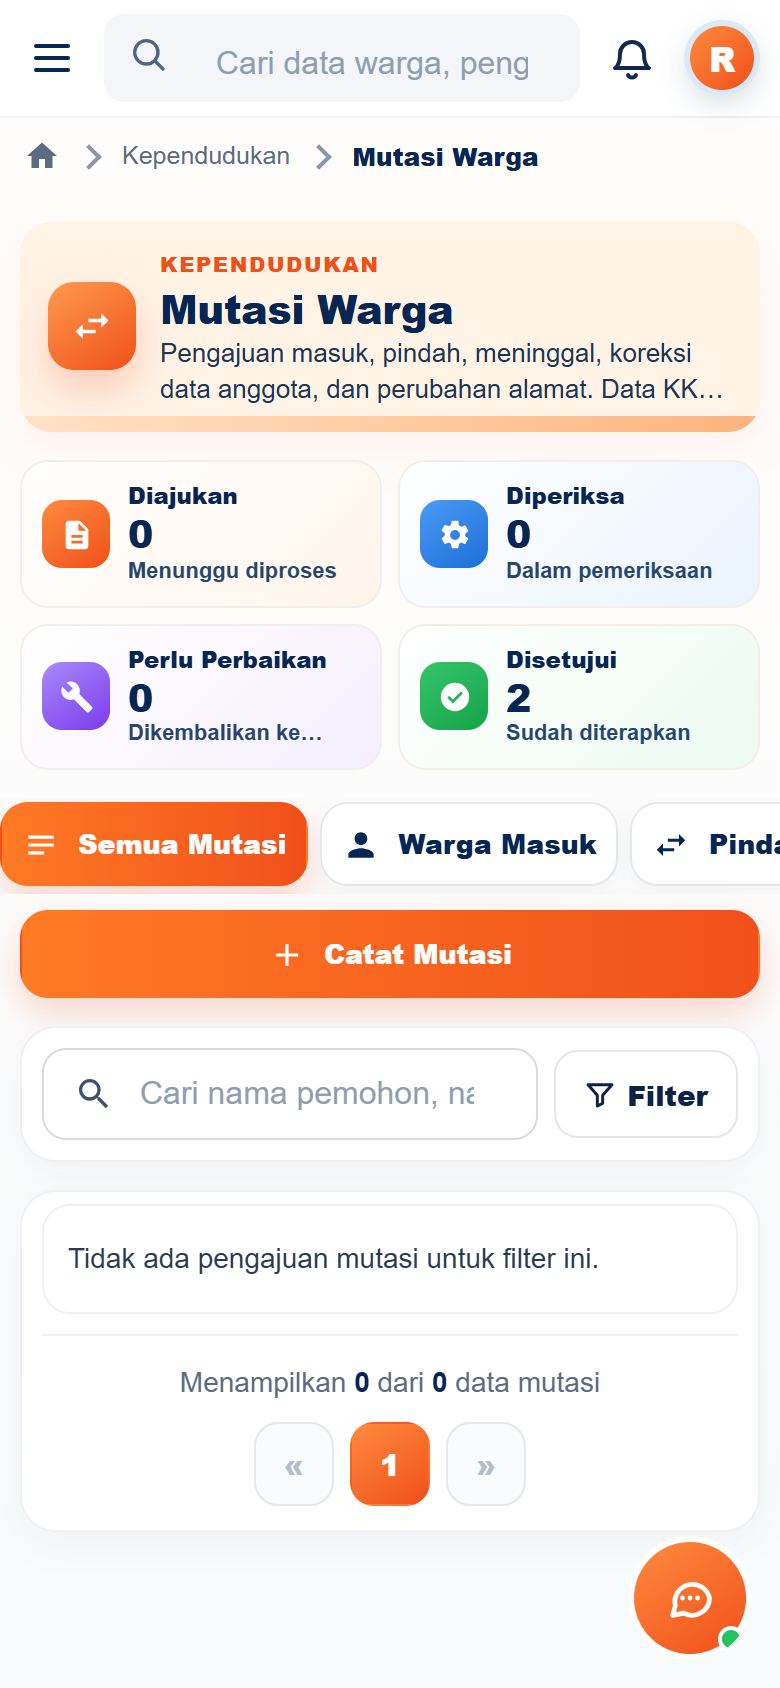 Cari data warga, peng
R
Kependudukan
Mutasi Warga
KEPENDUDUKAN
Mutasi Warga
Pengajuan masuk, pindah, meninggal, koreksi
data anggota, dan perubahan alamat. Data KK...
Diajukan
0
Menunggu diproses
Diperiksa
0
Dalam pemeriksaan
Perlu Perbaikan
0
Dikembalikan ke...
Disetujui
2
Sudah diterapkan
Semua Mutasi
Warga Masuk
Pinda
Catat Mutasi
Cari nama pemohon, na
Filter
Tidak ada pengajuan mutasi untuk filter ini.
Menampilkan 0 dari 0 data mutasi
« 1 »